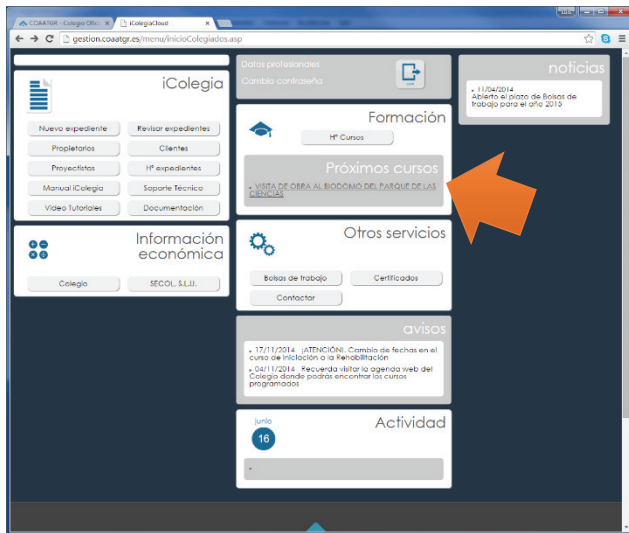 COAATGR - Colegio Ofici
iColegiaCloud
gestion.coaatgr.es/menu/inicioColegiados.asp
iColegia
Nuevo expediente
Revisar expedientes
Propietarios
Clientes
Proyectistas
Hº expedientes
Manual iColegia
Soporte Técnico
Video Tutoriales
Documentación
Información
económica
Colegio
SECOL, S.L.U.
Datos profesionales
Cambio contraseña
Formación
Hº Cursos
Próximos cursos
VISITA DE OBRA AL BIODOMO DEL PARQUE DE LAS
CIENCIAS
Otros servicios
Bolsas de trabajo
Certificados
Contactar
avisos
17/11/2014 ¡ATENCIÓN!. Cambio de fechas en el
curso de Iniciación a la Rehabilitación
04/11/2014 Recuerda visitar la agenda web del
Colegio donde podrás encontrar los cursos
programados
junio
16
Actividad
noticias
11/04/2014
Abierto el plazo de Bolsas de
trabajo para el año 2015